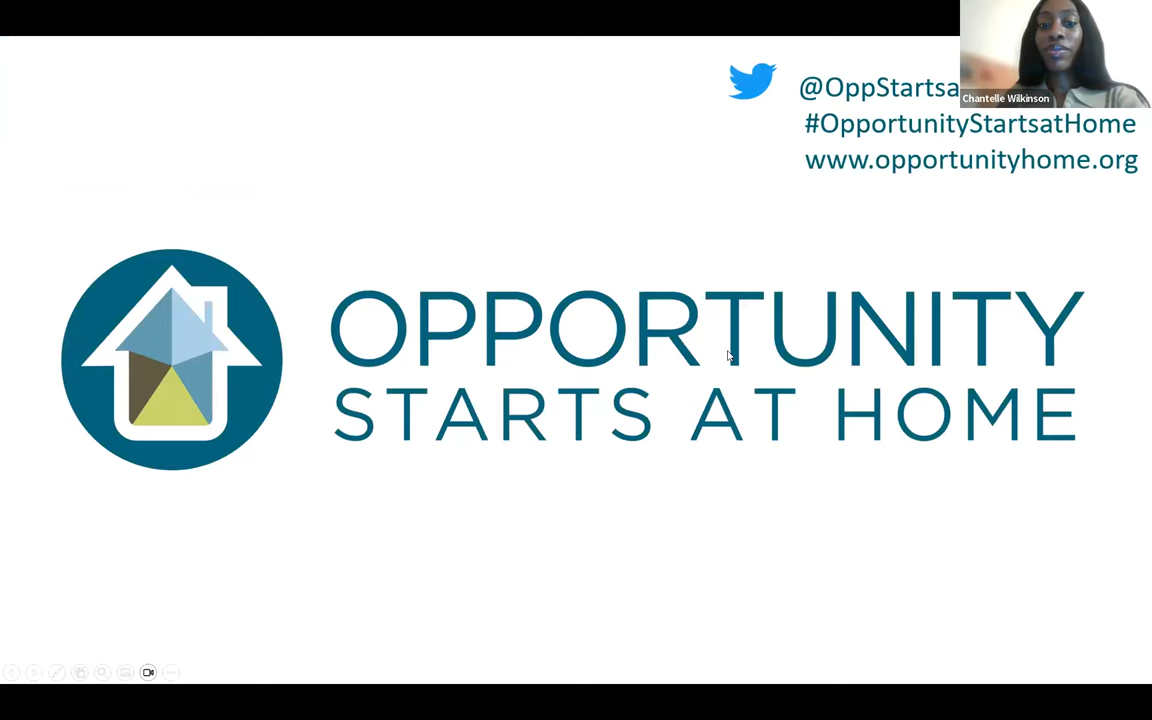 @OppStartsa
Chantelle Wilkinson
#OpportunityStartsatHome
www.opportunityhome.org
OPPORTUNITY
STARTS AT HOME